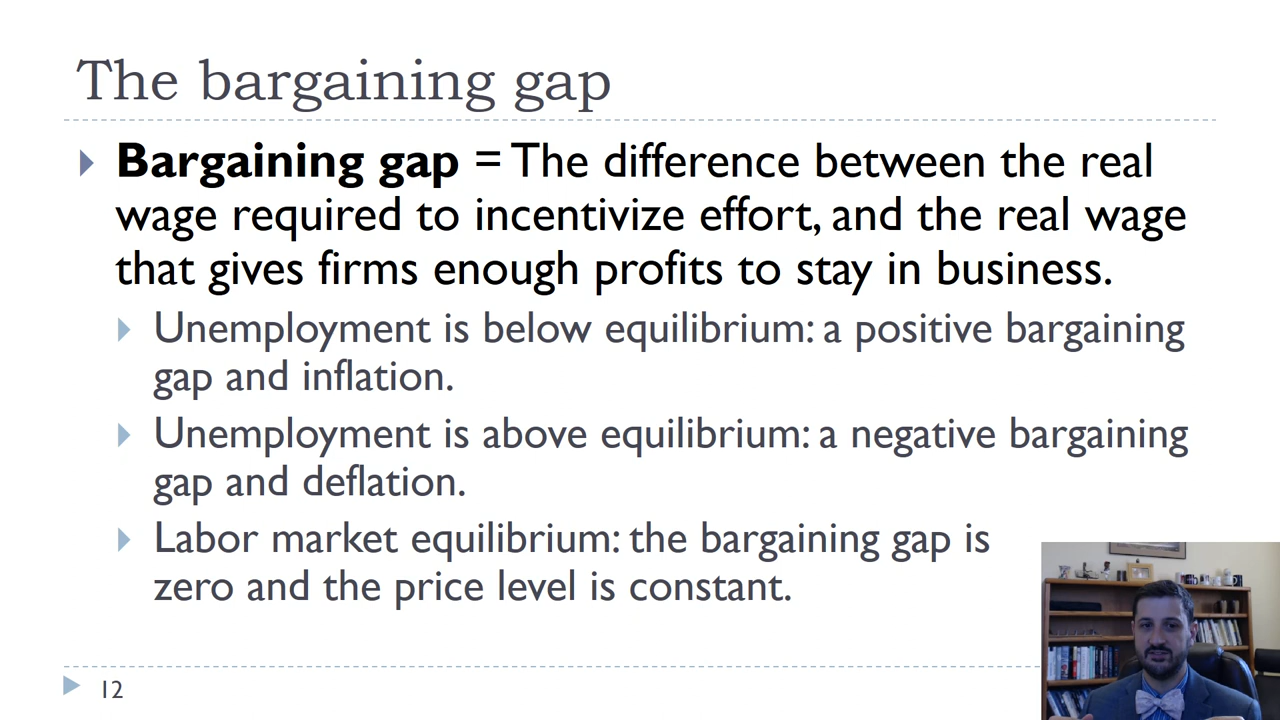 The bargaining gap
Bargaining gap = The difference between the real
wage required to incentivize effort, and the real wage
that gives firms enough profits to stay in business.
Unemployment is below equilibrium: a positive bargaining
gap and inflation.
Unemployment is above equilibrium: a negative bargaining
gap and deflation.
Labor market equilibrium: the bargaining gap is
zero and the price level is constant.
12